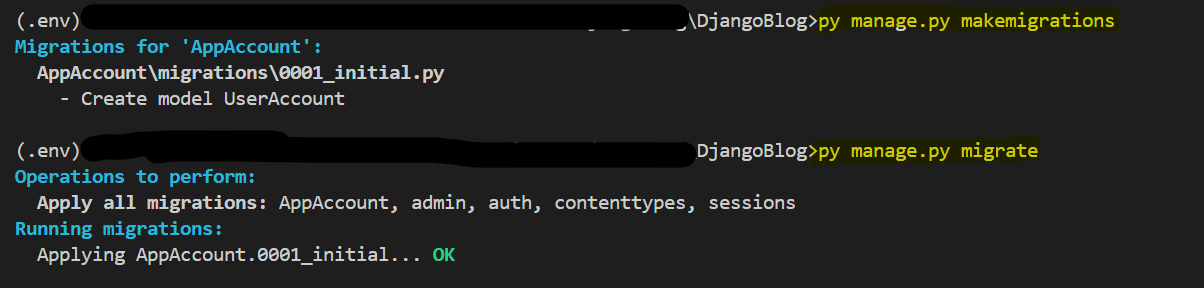 (.env) \DjangoBlog>py manage.py makemigrations
Migrations for 'AppAccount':
AppAccount\migrations\0001_initial.py
- Create model UserAccount
(.env) DjangoBlog>py manage.py migrate
Operations to perform:
Apply all migrations: AppAccount, admin, auth, contenttypes, sessions
Running migrations:
Applying AppAccount.0001_initial... OK